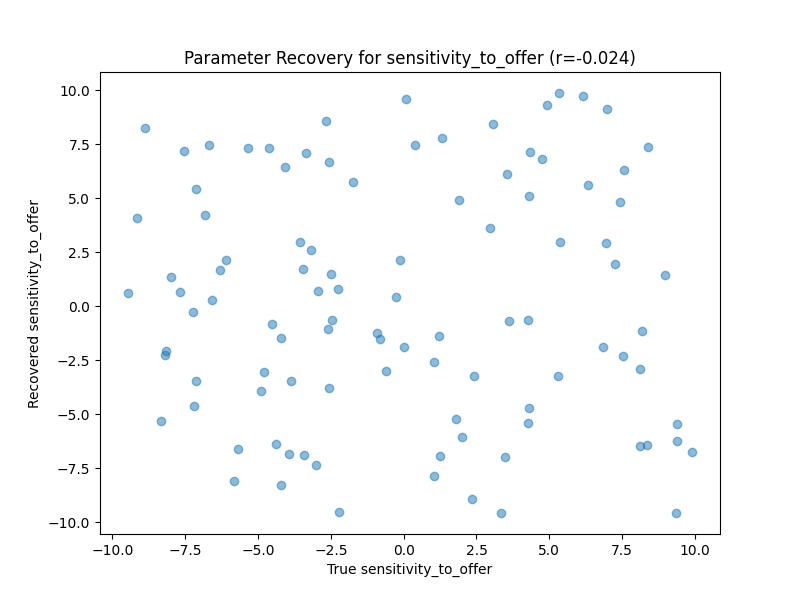 Parameter Recovery for sensitivity_to_offer (r=-0.024)
Recovered sensitivity_to_offer
10.0
7.5
5.0
2.5
0.0
−2.5
−5.0
−7.5
−10.0
−10.0 −7.5 −5.0 −2.5 0.0 2.5 5.0 7.5 10.0
True sensitivity_to_offer